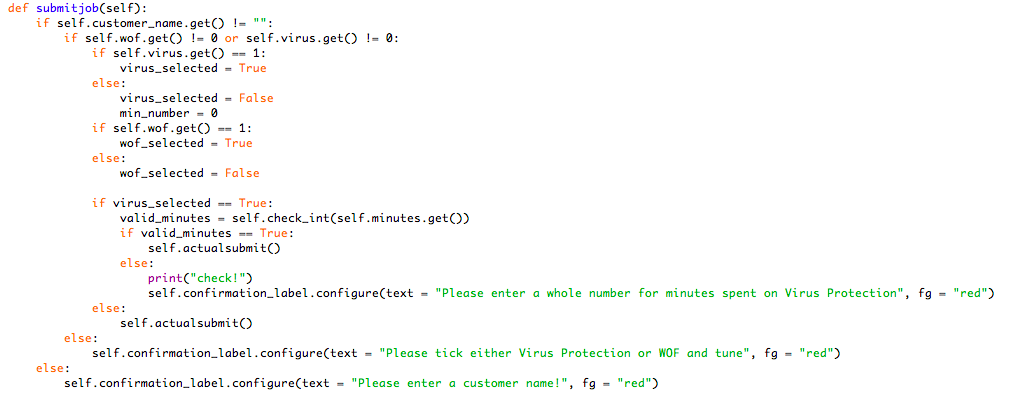 def submitjob(self):
    if self.customer_name.get() != "":
        if self.wof.get() != 0 or self.virus.get() != 0:
            if self.virus.get() == 1:
                virus_selected = True
            else:
                virus_selected = False
                min_number = 0
            if self.wof.get() == 1:
                wof_selected = True
            else:
                wof_selected = False

            if virus_selected == True:
                valid_minutes = self.check_int(self.minutes.get())
                if valid_minutes == True:
                    self.actualsubmit()
                else:
                    print("check!")
                    self.confirmation_label.configure(text = "Please enter a whole number for minutes spent on Virus Protection", fg = "red")
            else:
                self.actualsubmit()
        else:
            self.confirmation_label.configure(text = "Please tick either Virus Protection or WOF and tune", fg = "red")
    else:
        self.confirmation_label.configure(text = "Please enter a customer name!", fg = "red")